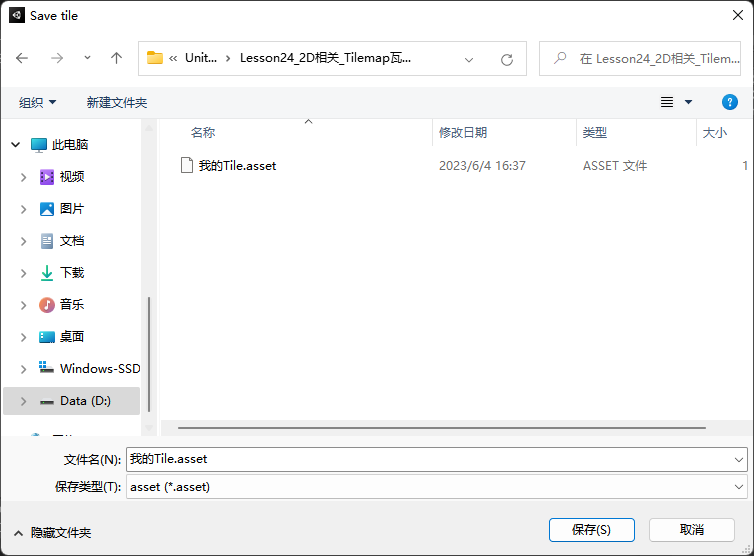 Save tile
« Unit... › Lesson24_2D相关_Tilemap瓦...
在 Lesson24_2D相关_Tilem...
组织
新建文件夹
名称 修改日期 类型 大小
我的Tile.asset 2023/6/4 16:37 ASSET 文件 1
此电脑
视频
图片
文档
下载
音乐
桌面
Windows-SSD
Data (D:)
文件名(N): 我的Tile.asset
保存类型(T): asset (*.asset)
隐藏文件夹
保存(S)
取消